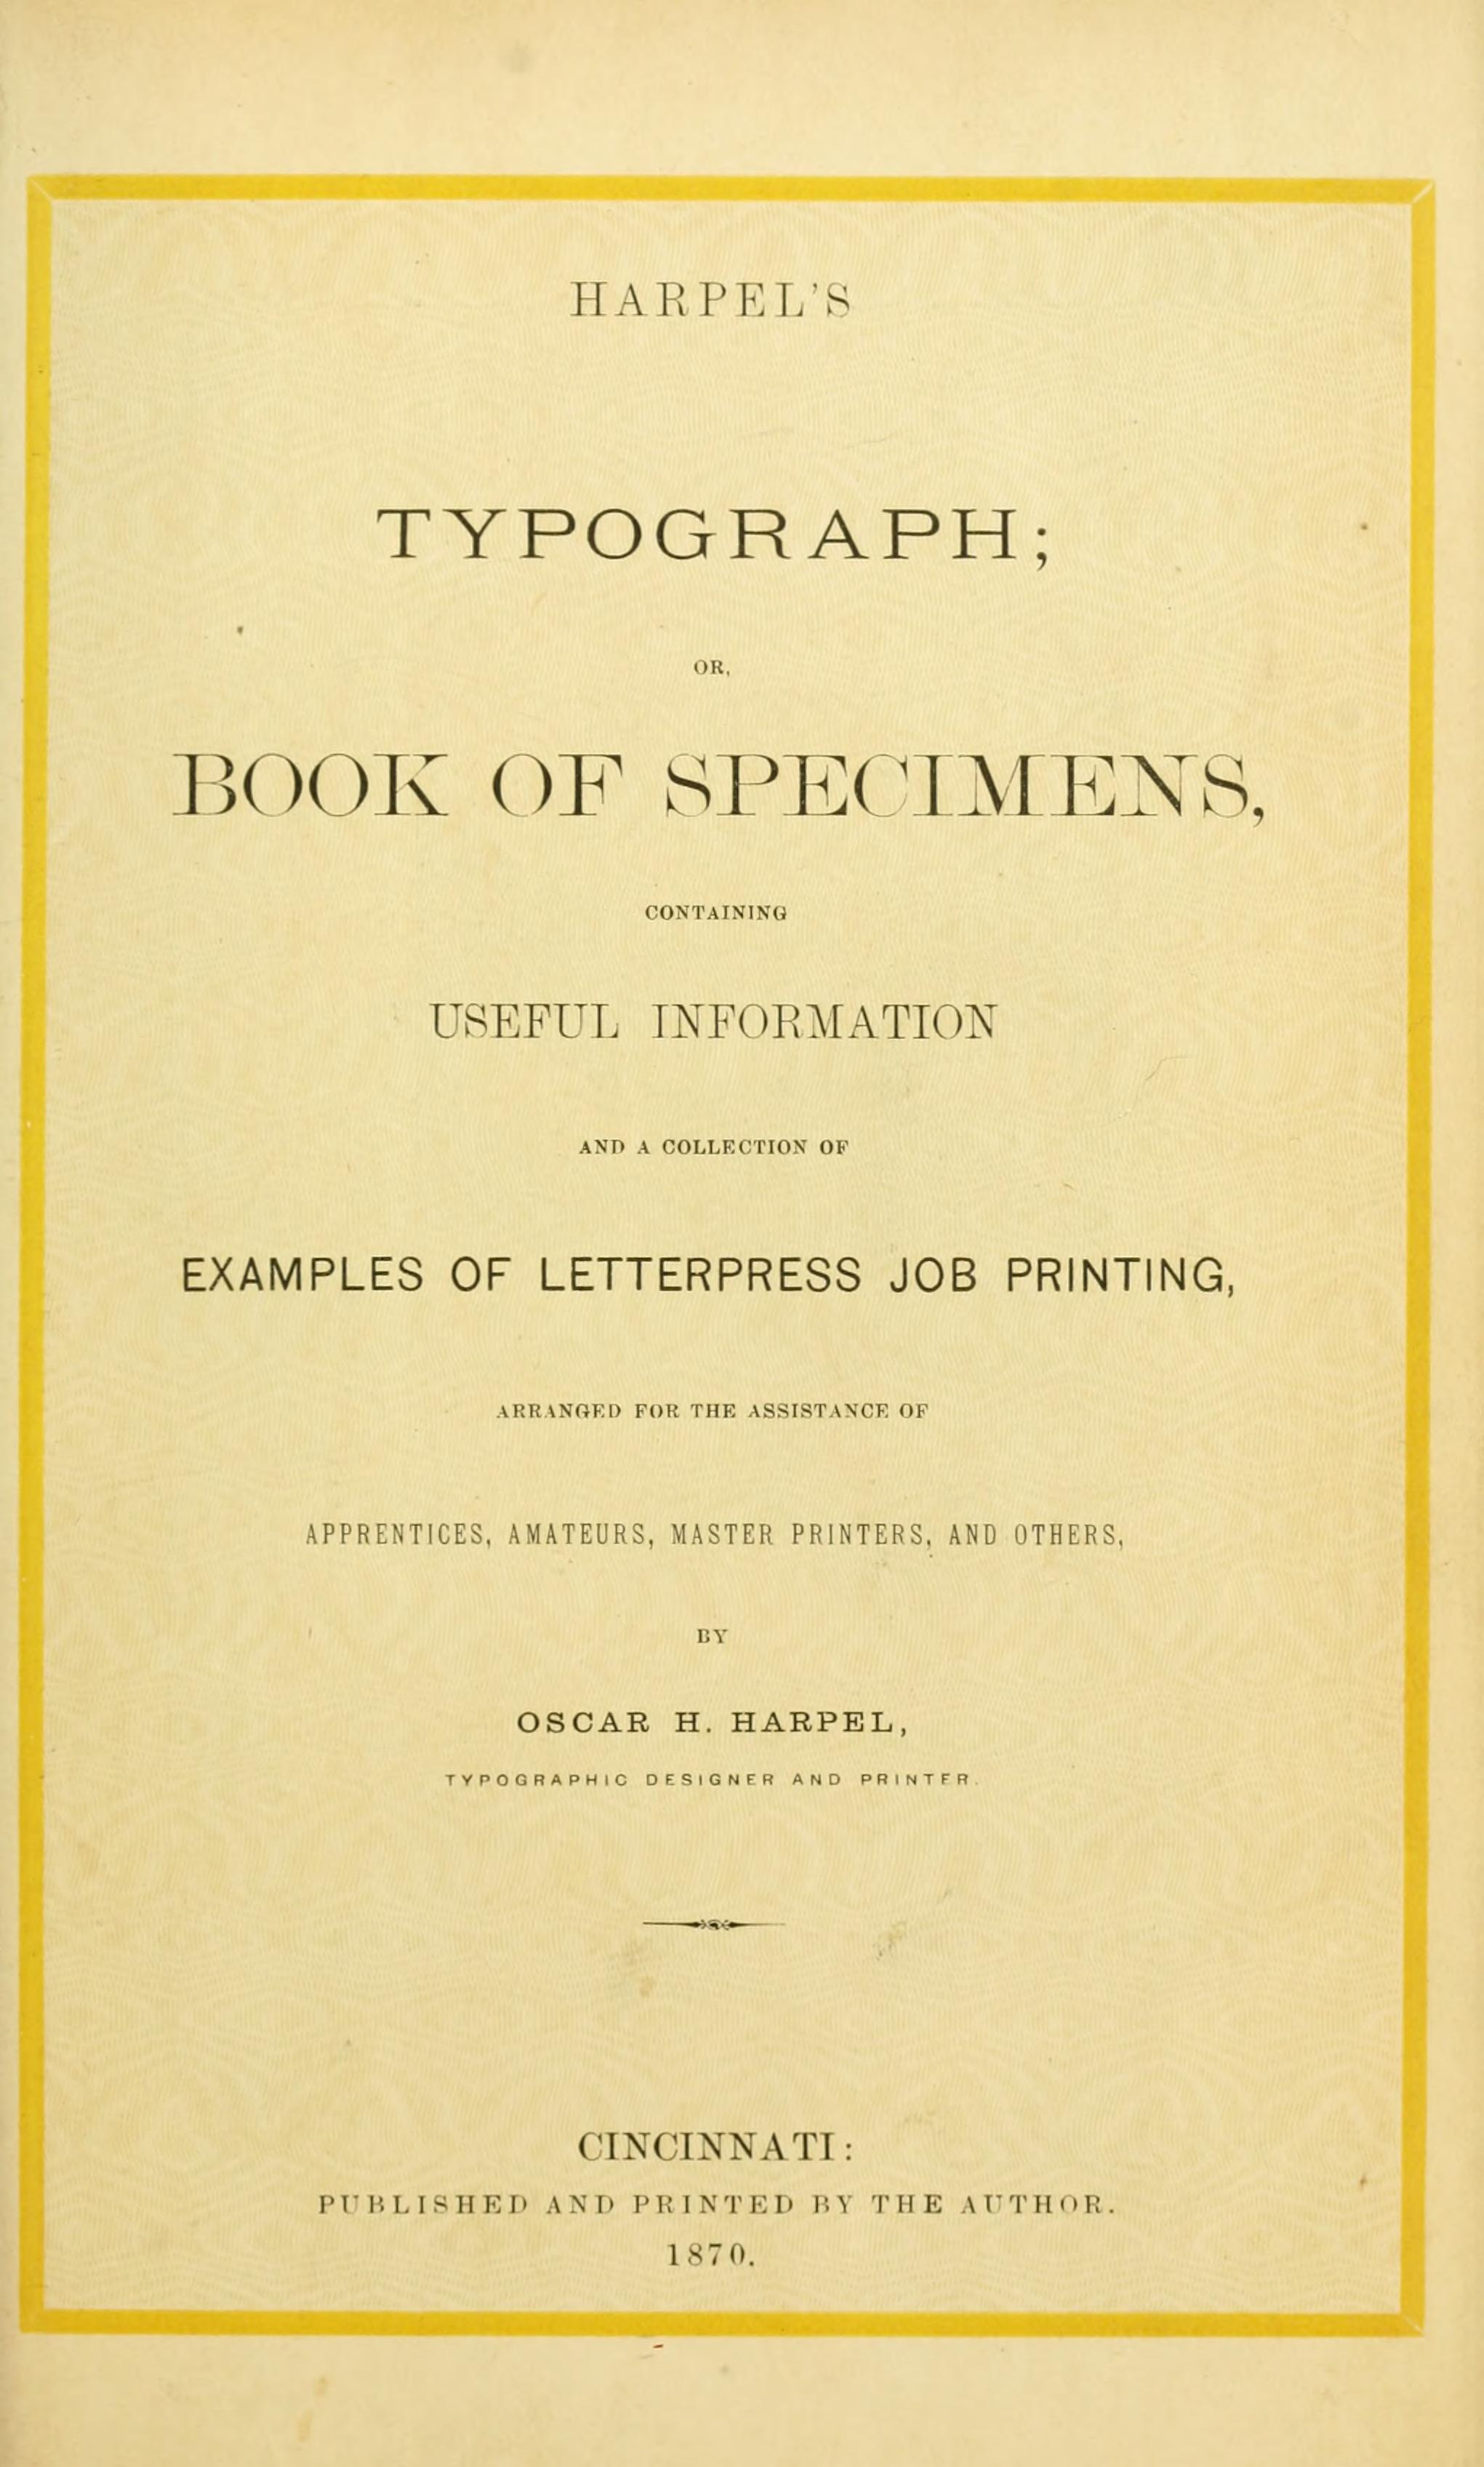 HARPEL'S
TYPOGRAPH;
OR,
BOOK OF SPECIMENS,
CONTAINING
USEFUL INFORMATION
AND A COLLECTION OF
EXAMPLES OF LETTERPRESS JOB PRINTING,
ARRANGED FOR THE ASSISTANCE OF
APPRENTICES, AMATEURS, MASTER PRINTERS, AND OTHERS,
BY
OSCAR H. HARPEL,
TYPOGRAPHIC DESIGNER AND PRINTER.
CINCINNATI:
PUBLISHED AND PRINTED BY THE AUTHOR.
1870.